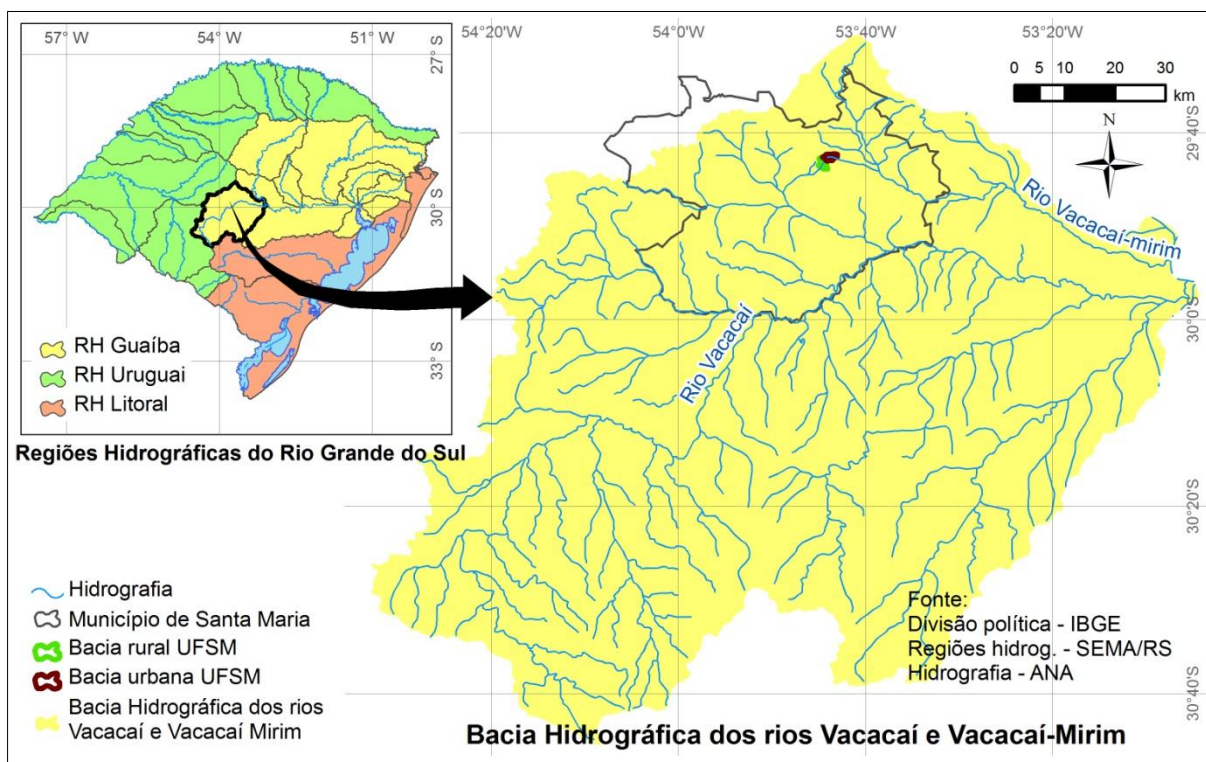 57° W
54° W
51° W
27° S
30° S
33° S
RH Guaíba
RH Uruguai
RH Litoral
Regiões Hidrográficas do Rio Grande do Sul
54°20'W
54°0'W
53°40'W
53°20'W
0 5 10 20 30
km
N
29°40'S
30°0'S
30°20'S
30°40'S
Rio Vacacaí-mirim
Rio Vacacaí
Hidrografia
Município de Santa Maria
Bacia rural UFSM
Bacia urbana UFSM
Bacia Hidrográfica dos rios
Vacacaí e Vacacaí Mirim
Fonte:
Divisão política - IBGE
Regiões hidrog. - SEMA/RS
Hidrografia - ANA
Bacia Hidrográfica dos rios Vacacaí e Vacacaí-Mirim